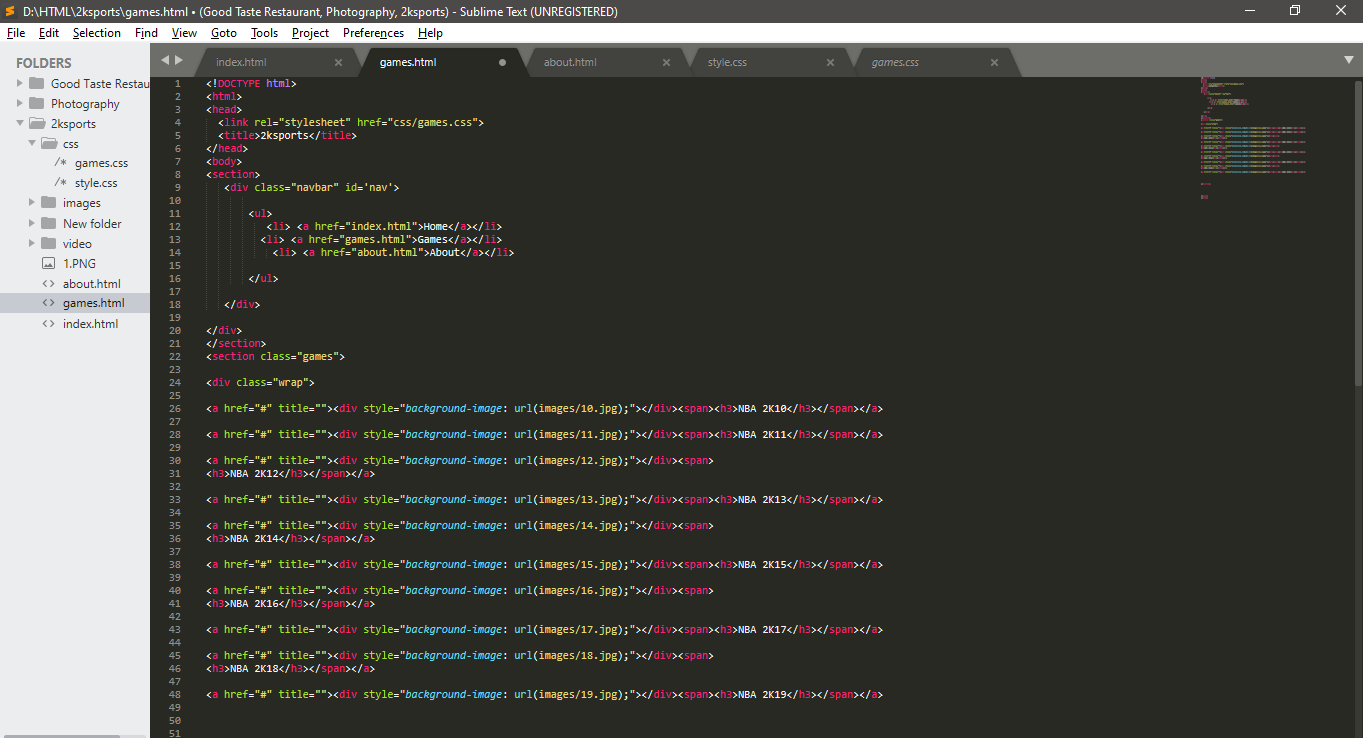 D:\HTML\2ksports\games.html • (Good Taste Restaurant, Photography, 2ksports) - Sublime Text (UNREGISTERED)
File Edit Selection Find View Goto Tools Project Preferences Help
FOLDERS
Good Taste Restau
Photography
2ksports
css
/* games.css
/* style.css
images
New folder
video
1.PNG
<> about.html
<> games.html
<> index.html
index.html games.html about.html style.css games.css
1 <!DOCTYPE html>
2 <html>
3 <head>
4 <link rel="stylesheet" href="css/games.css">
5 <title>2ksports</title>
6 </head>
7 <body>
8 <section>
9 <div class="navbar" id='nav'>
10
11 <ul>
12 <li> <a href="index.html">Home</a></li>
13 <li> <a href="games.html">Games</a></li>
14 <li> <a href="about.html">About</a></li>
15
16 </ul>
17
18 </div>
19
20 </div>
21 </section>
22 <section class="games">
23
24 <div class="wrap">
25
26 <a href="#" title=""><div style="background-image: url(images/10.jpg);"></div><span><h3>NBA 2K10</h3></span></a>
27
28 <a href="#" title=""><div style="background-image: url(images/11.jpg);"></div><span><h3>NBA 2K11</h3></span></a>
29
30 <a href="#" title=""><div style="background-image: url(images/12.jpg);"></div><span>
31 <h3>NBA 2K12</h3></span></a>
32
33 <a href="#" title=""><div style="background-image: url(images/13.jpg);"></div><span><h3>NBA 2K13</h3></span></a>
34
35 <a href="#" title=""><div style="background-image: url(images/14.jpg);"></div><span>
36 <h3>NBA 2K14</h3></span></a>
37
38 <a href="#" title=""><div style="background-image: url(images/15.jpg);"></div><span><h3>NBA 2K15</h3></span></a>
39
40 <a href="#" title=""><div style="background-image: url(images/16.jpg);"></div><span>
41 <h3>NBA 2K16</h3></span></a>
42
43 <a href="#" title=""><div style="background-image: url(images/17.jpg);"></div><span><h3>NBA 2K17</h3></span></a>
44
45 <a href="#" title=""><div style="background-image: url(images/18.jpg);"></div><span>
46 <h3>NBA 2K18</h3></span></a>
47
48 <a href="#" title=""><div style="background-image: url(images/19.jpg);"></div><span><h3>NBA 2K19</h3></span></a>
49
50
51